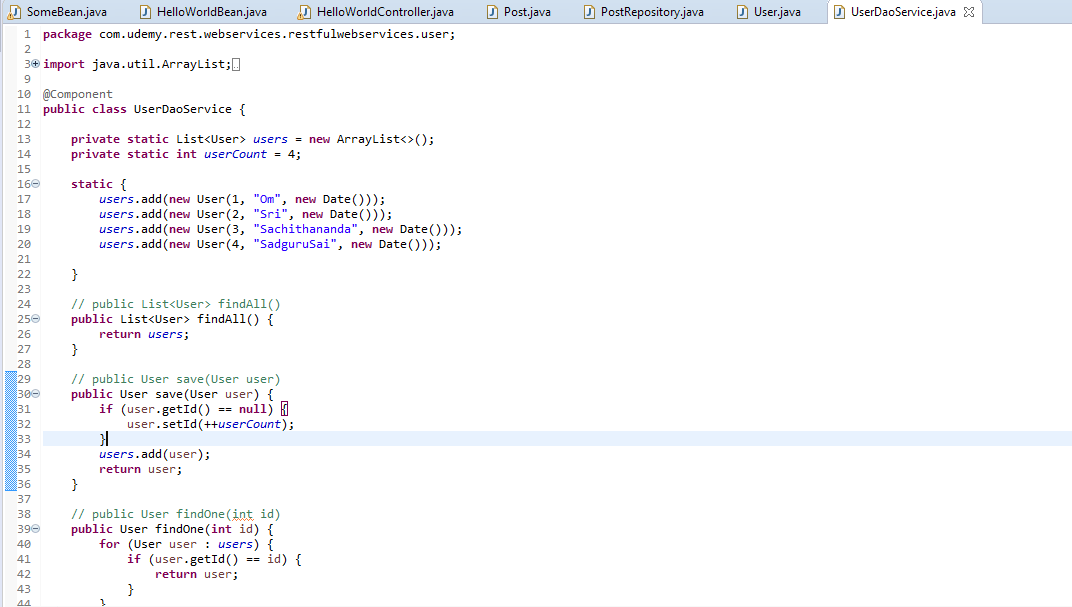 SomeBean.java HelloWorldBean.java HelloWorldController.java Post.java PostRepository.java User.java UserDaoService.java
1 package com.udemy.rest.webservices.restfulwebservices.user;
2
3 import java.util.ArrayList;
9
10 @Component
11 public class UserDaoService {
12
13     private static List<User> users = new ArrayList<>();
14     private static int userCount = 4;
15
16     static {
17         users.add(new User(1, "Om", new Date()));
18         users.add(new User(2, "Sri", new Date()));
19         users.add(new User(3, "Sachithananda", new Date()));
20         users.add(new User(4, "SadguruSai", new Date()));
21
22     }
23
24     // public List<User> findAll()
25     public List<User> findAll() {
26         return users;
27     }
28
29     // public User save(User user)
30     public User save(User user) {
31         if (user.getId() == null) {
32             user.setId(++userCount);
33         }
34         users.add(user);
35         return user;
36     }
37
38     // public User findOne(int id)
39     public User findOne(int id) {
40         for (User user : users) {
41             if (user.getId() == id) {
42                 return user;
43             }
44         }